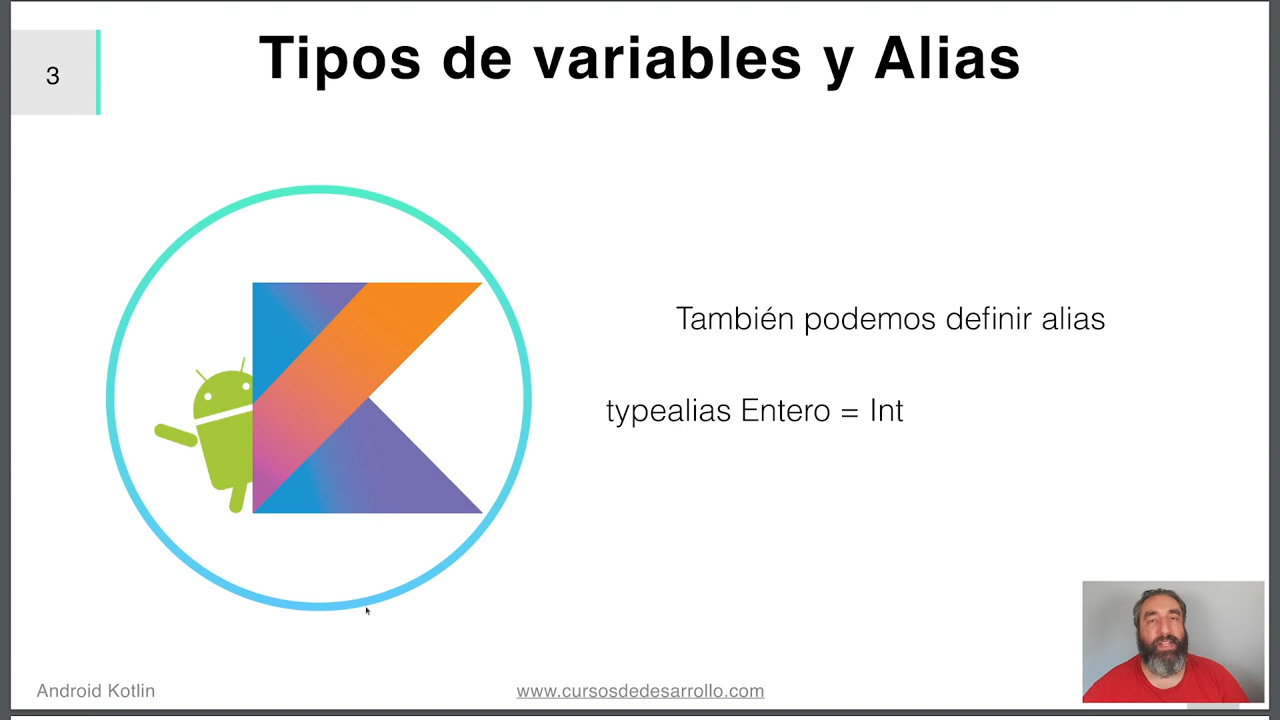 3
Tipos de variables y Alias
También podemos definir alias
typealias Entero = Int
Android Kotlin
www.cursosdedesarrollo.com